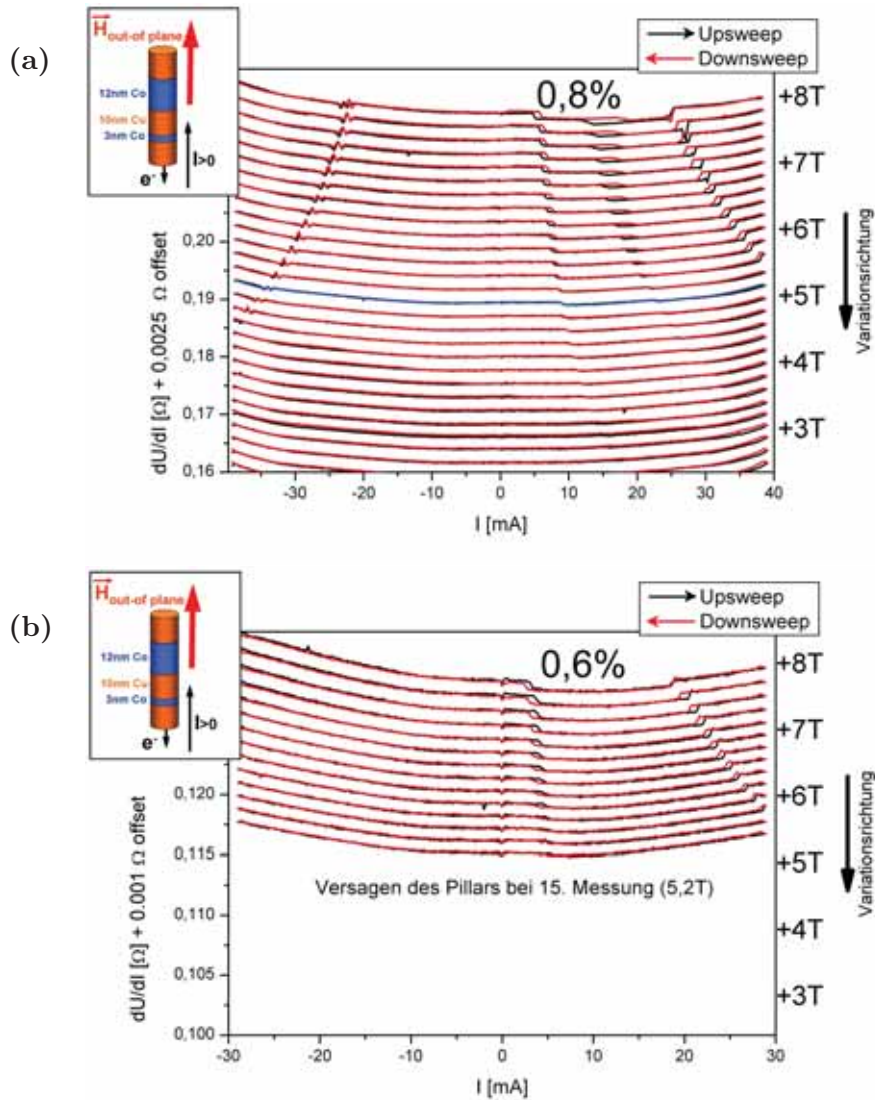 (a)
H out-of plane
12nm Co
10nm Cu
3nm Co
I>0
e-
Upsweep
Downsweep
0,8%
+8T
+7T
+6T
+5T
+4T
+3T
Variationsrichtung
dU/dI [Ω] + 0,0025 Ω offset
0,20
0,19
0,18
0,17
0,16
-30
-20
-10
0
10
20
30
40
I [mA]
(b)
H out-of plane
12nm Co
10nm Cu
3nm Co
I>0
e-
Upsweep
Downsweep
0,6%
+8T
+7T
+6T
+5T
+4T
+3T
Variationsrichtung
Versagen des Pillars bei 15. Messung (5,2T)
dU/dI [Ω] + 0.001 Ω offset
0,120
0,115
0,110
0,105
0,100
-30
-20
-10
0
10
20
30
I [mA]